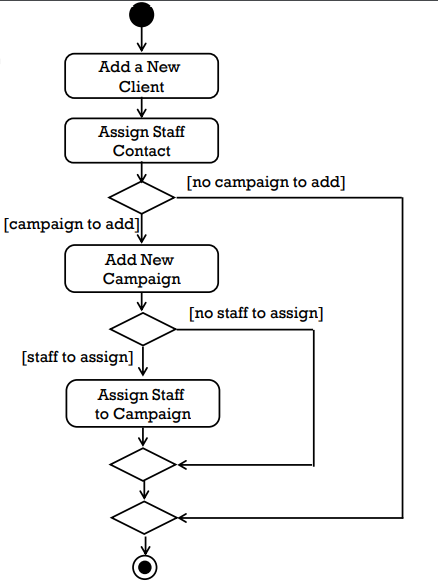 Add a New
Client
Assign Staff
Contact
[no campaign to add]
[campaign to add]
Add New
Campaign
[no staff to assign]
[staff to assign]
Assign Staff
to Campaign